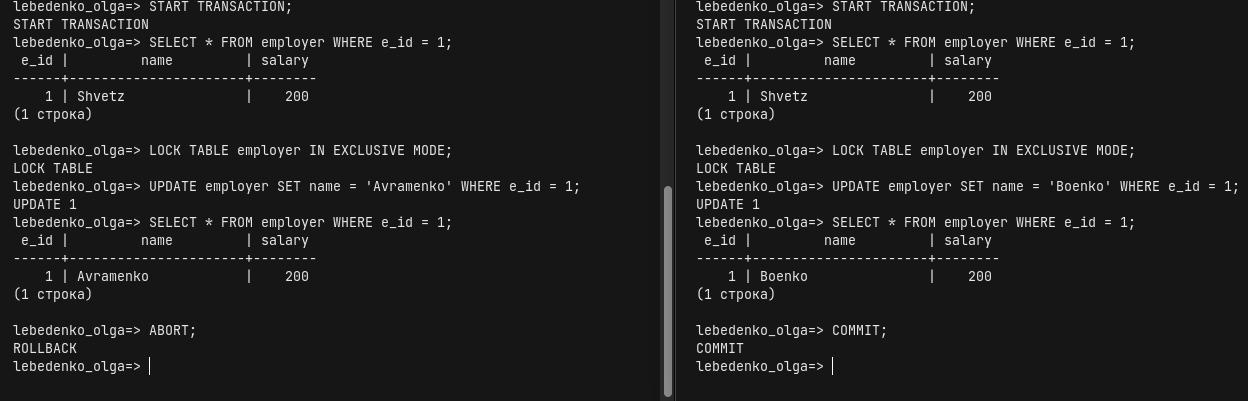 lebedenko_olga=> START TRANSACTION;
START TRANSACTION
lebedenko_olga=> SELECT * FROM employer WHERE e_id = 1;
 e_id |         name         | salary
------+----------------------+--------
    1 | Shvetz               |    200
(1 строка)

lebedenko_olga=> LOCK TABLE employer IN EXCLUSIVE MODE;
LOCK TABLE
lebedenko_olga=> UPDATE employer SET name = 'Avramenko' WHERE e_id = 1;
UPDATE 1
lebedenko_olga=> SELECT * FROM employer WHERE e_id = 1;
 e_id |         name         | salary
------+----------------------+--------
    1 | Avramenko            |    200
(1 строка)

lebedenko_olga=> ABORT;
ROLLBACK
lebedenko_olga=>
lebedenko_olga=> START TRANSACTION;
START TRANSACTION
lebedenko_olga=> SELECT * FROM employer WHERE e_id = 1;
 e_id |         name         | salary
------+----------------------+--------
    1 | Shvetz               |    200
(1 строка)

lebedenko_olga=> LOCK TABLE employer IN EXCLUSIVE MODE;
LOCK TABLE
lebedenko_olga=> UPDATE employer SET name = 'Boenko' WHERE e_id = 1;
UPDATE 1
lebedenko_olga=> SELECT * FROM employer WHERE e_id = 1;
 e_id |         name         | salary
------+----------------------+--------
    1 | Boenko               |    200
(1 строка)

lebedenko_olga=> COMMIT;
COMMIT
lebedenko_olga=>